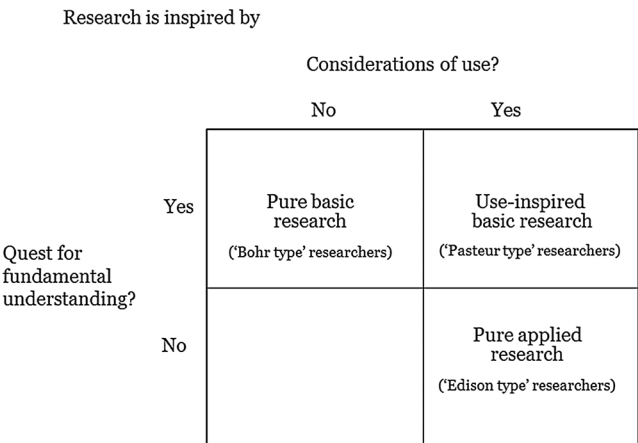 Research is inspired by
Considerations of use?
No
Yes
Yes
Pure basic
research
(‘Bohr type’ researchers)
Use-inspired
basic research
(‘Pasteur type’ researchers)
Quest for
fundamental
understanding?
No
Pure applied
research
(‘Edison type’ researchers)